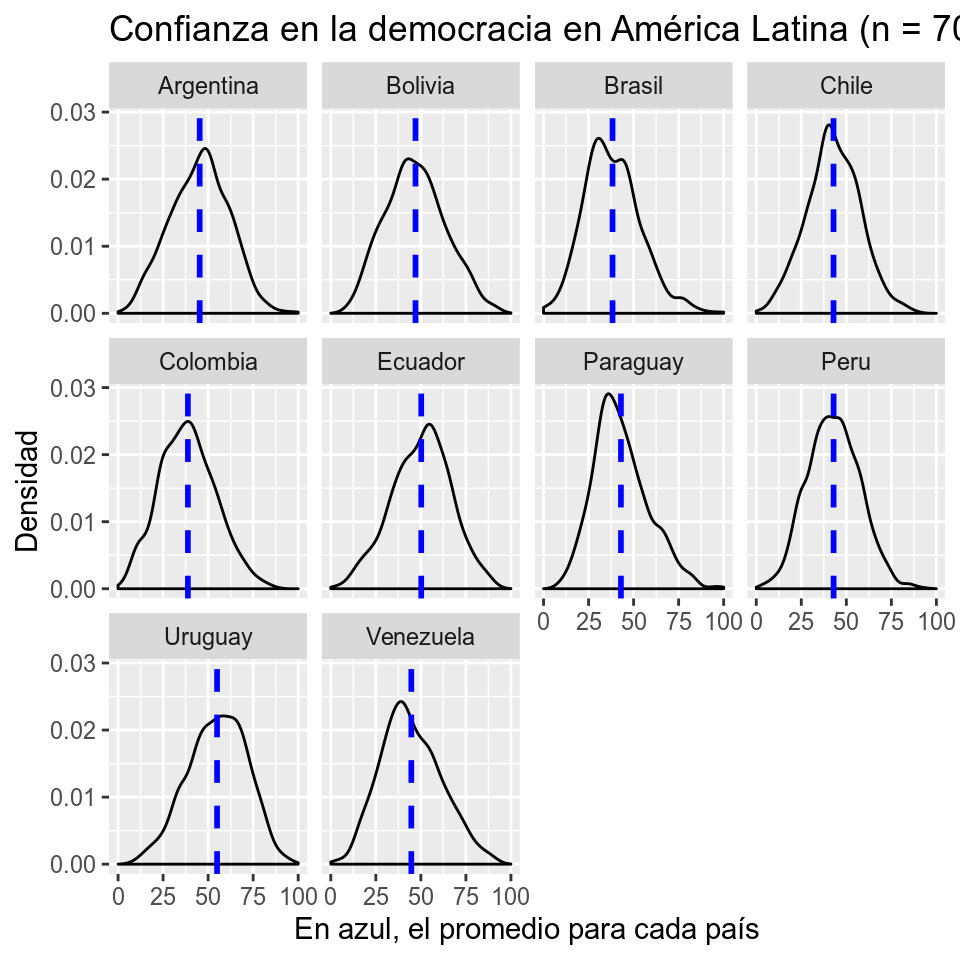 Confianza en la democracia en América Latina (n = 70
Argentina Bolivia Brasil Chile
0.03
0.02
0.01
0.00
Colombia Ecuador Paraguay Peru
0.03
0.02
0.01
0.00
0 25 50 75 100 0 25 50 75 100
Uruguay Venezuela
0.03
0.02
0.01
0.00
0 25 50 75 100 0 25 50 75 100
Densidad
En azul, el promedio para cada país